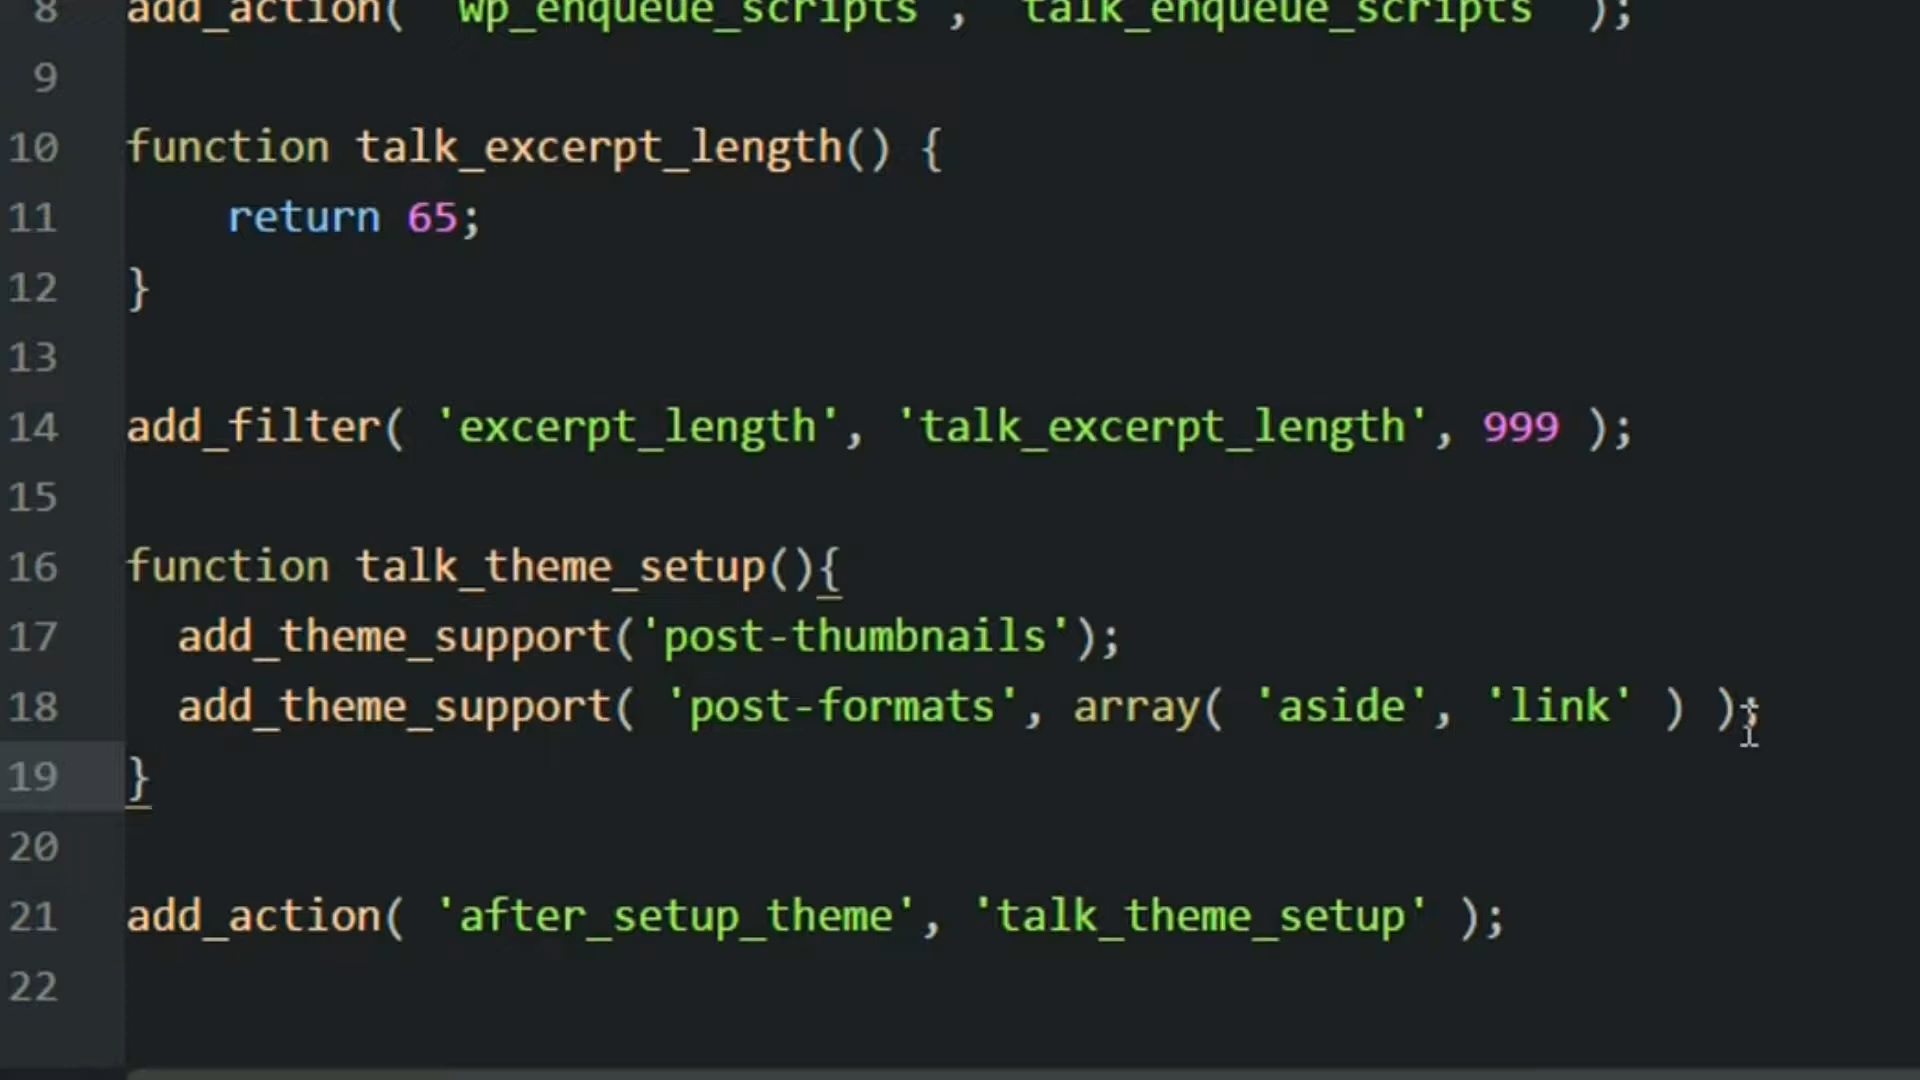 8 add_action( 'wp_enqueue_scripts', 'talk_enqueue_scripts' );
9
10 function talk_excerpt_length() {
11 return 65;
12 }
13
14 add_filter( 'excerpt_length', 'talk_excerpt_length', 999 );
15
16 function talk_theme_setup(){
17 add_theme_support('post-thumbnails');
18 add_theme_support( 'post-formats', array( 'aside', 'link' ) );
19 }
20
21 add_action( 'after_setup_theme', 'talk_theme_setup' );
22